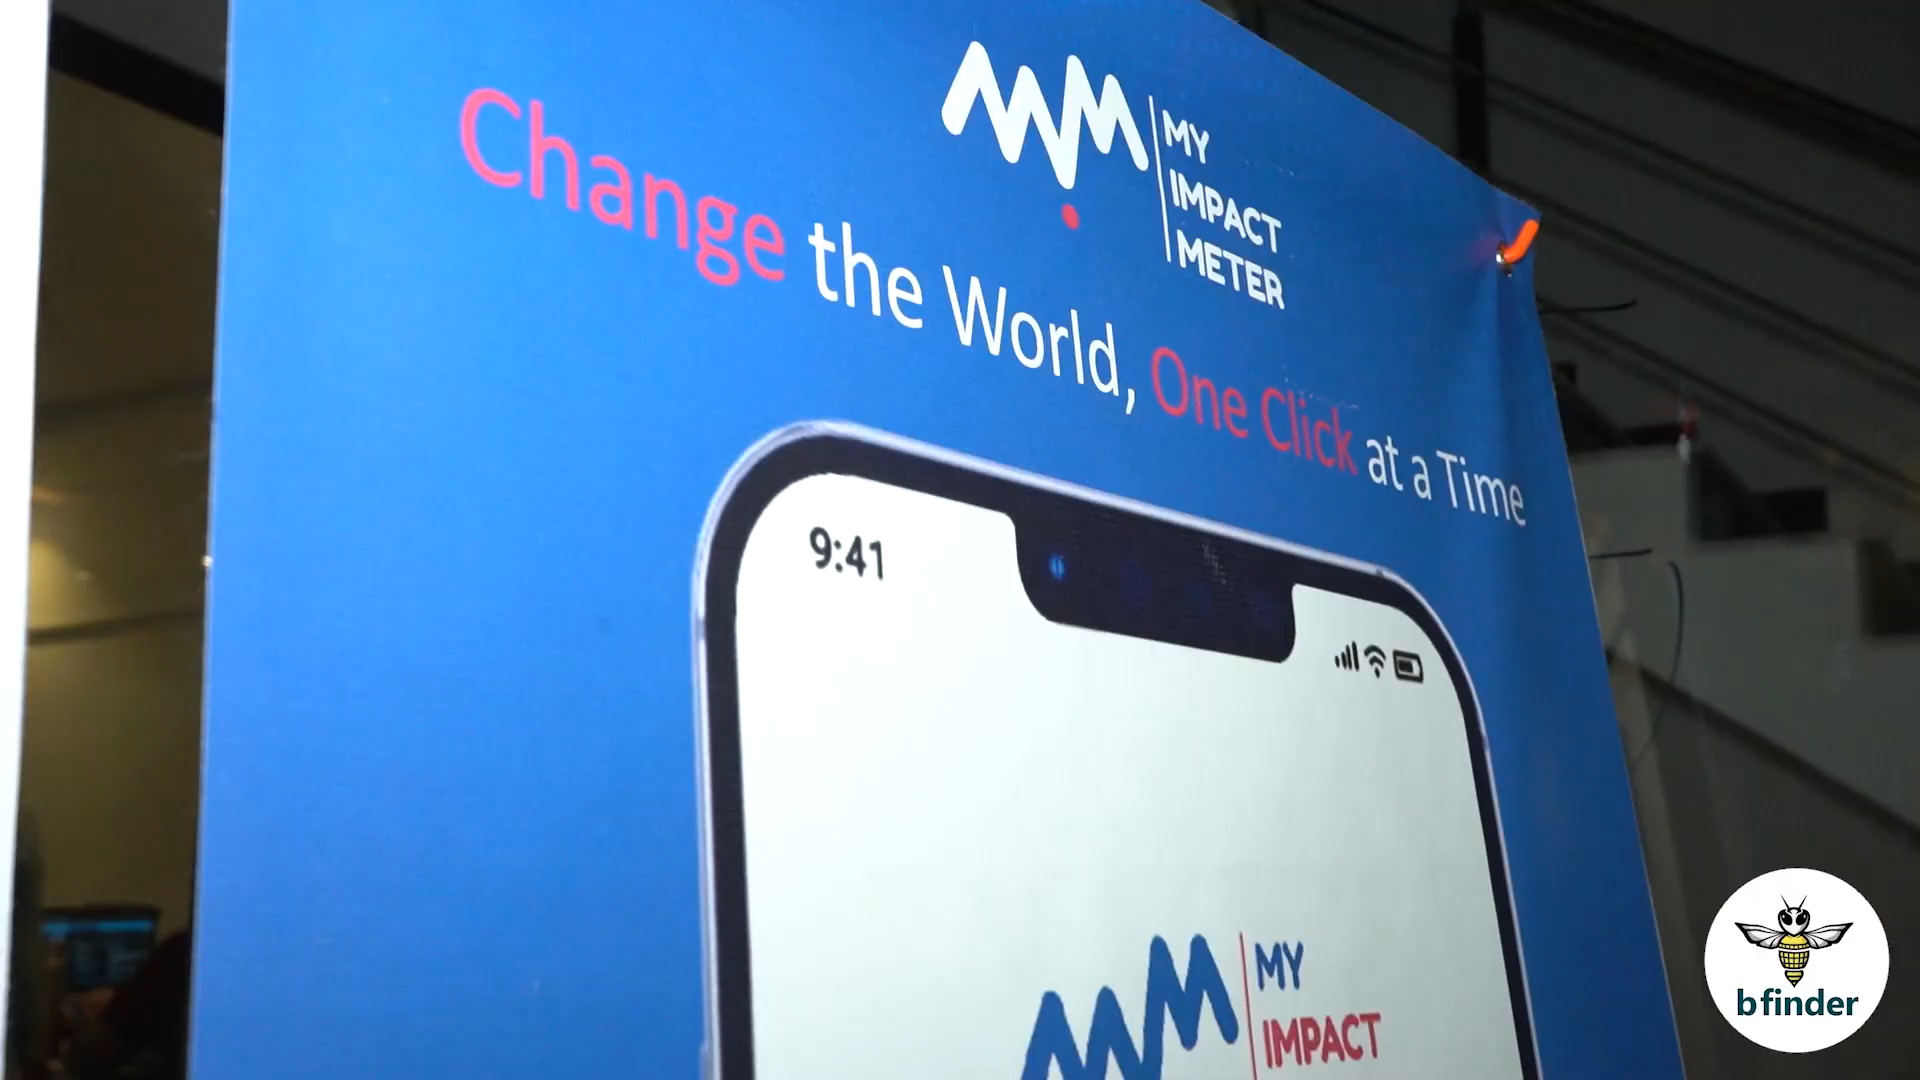 MY
IMPACT
METER
Change the World, One Click at a Time
9:41
MY
IMPACT
bfinder